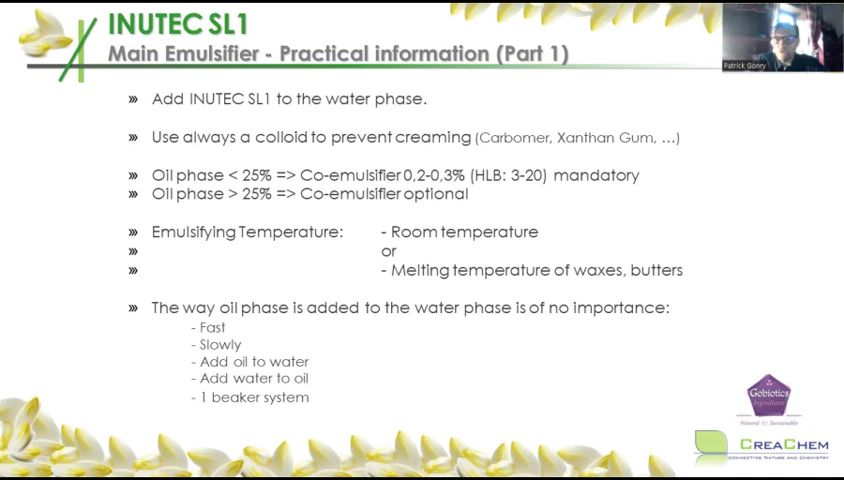 INUTEC SL1
Main Emulsifier - Practical information (Part 1)
Patrick Gonry
»» Add INUTEC SL1 to the water phase.
»» Use always a colloid to prevent creaming (Carbomer, Xanthan Gum, …)
»» Oil phase < 25% => Co-emulsifier 0,2-0,3% (HLB: 3-20) mandatory
»» Oil phase > 25% => Co-emulsifier optional
»» Emulsifying Temperature: - Room temperature
»» or
»» - Melting temperature of waxes, butters
»» The way oil phase is added to the water phase is of no importance:
- Fast
- Slowly
- Add oil to water
- Add water to oil
- 1 beaker system
Gobiotics
Ingredients
Natural & Sustainable
CREACHEM
CONNECTING NATURE AND CHEMISTRY